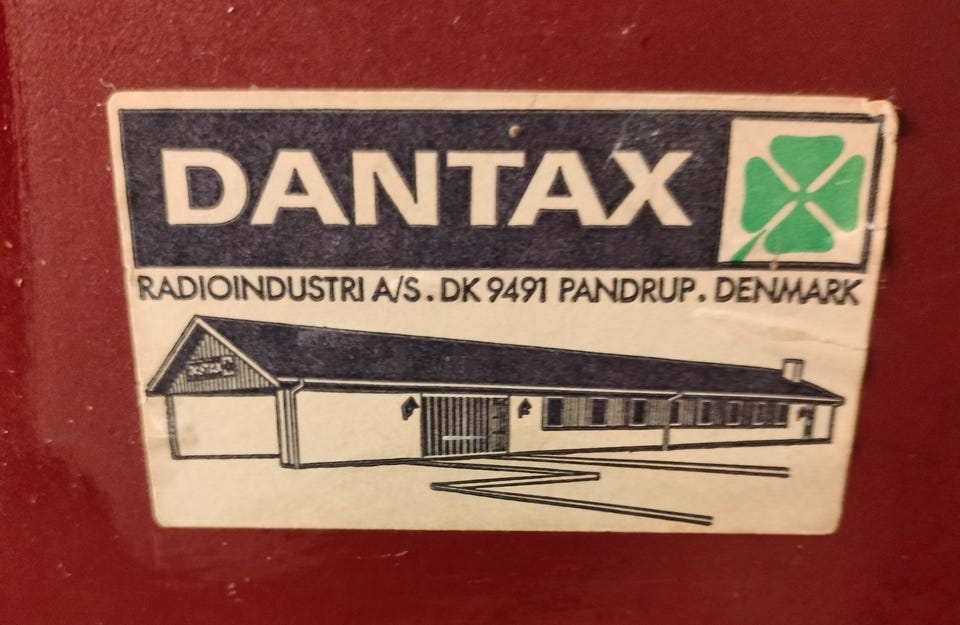 DANTAX
RADIOINDUSTRI A/S. DK 9491 PANDRUP. DENMARK